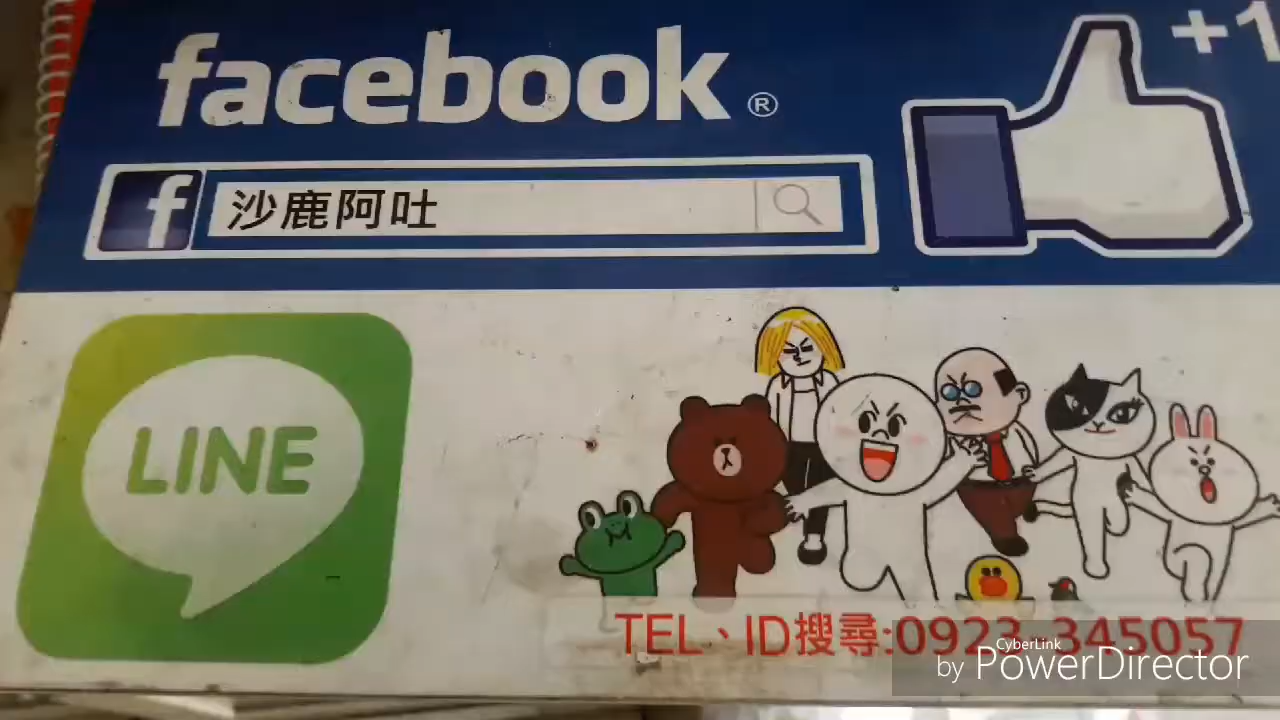 facebook®
+1
f 沙鹿阿吐
LINE
TEL、ID搜尋:0923-345057
CyberLink
by PowerDirector